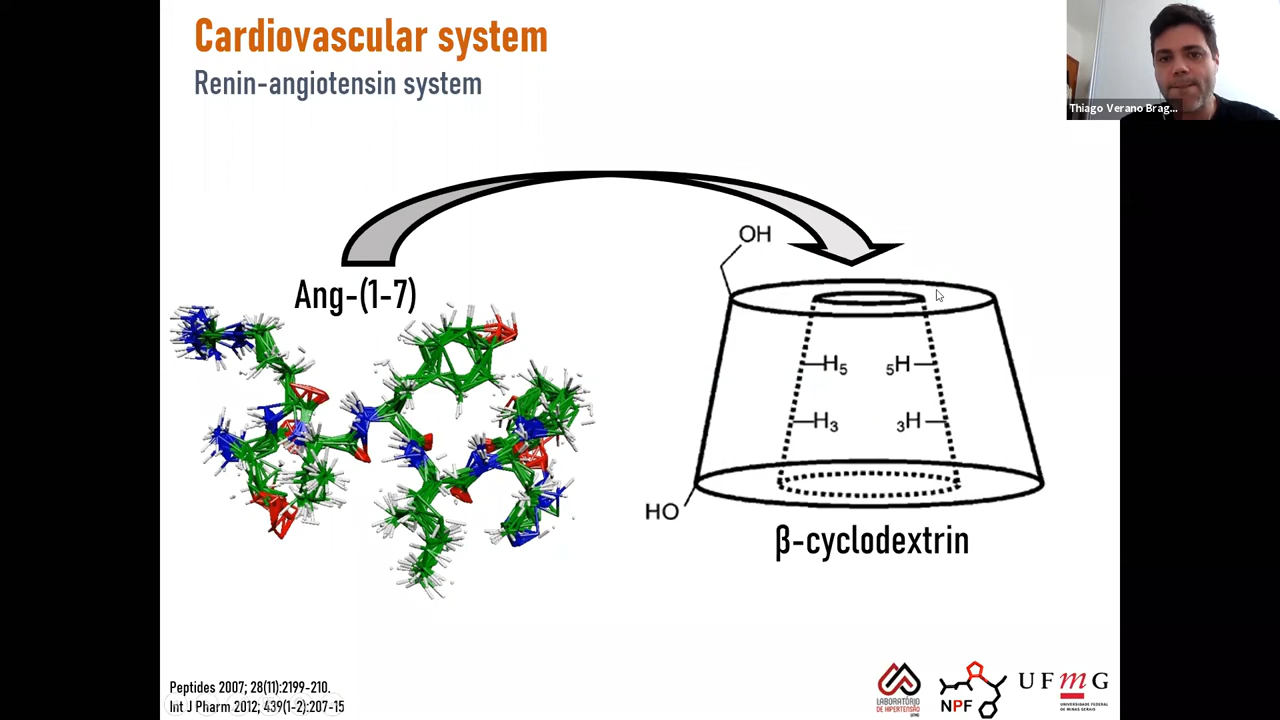 Cardiovascular system
Renin-angiotensin system
Thiago Verano Brag...
OH
Ang-(1-7)
H5 5H
H3 3H
HO
β-cyclodextrin
Peptides 2007; 28(11):2199-210.
Int J Pharm 2012; 439(1-2):207-15
LABORATÓRIO
DE HIPERTENSÃO
NPF
UFmG
UNIVERSIDADE FEDERAL
DE MINAS GERAIS